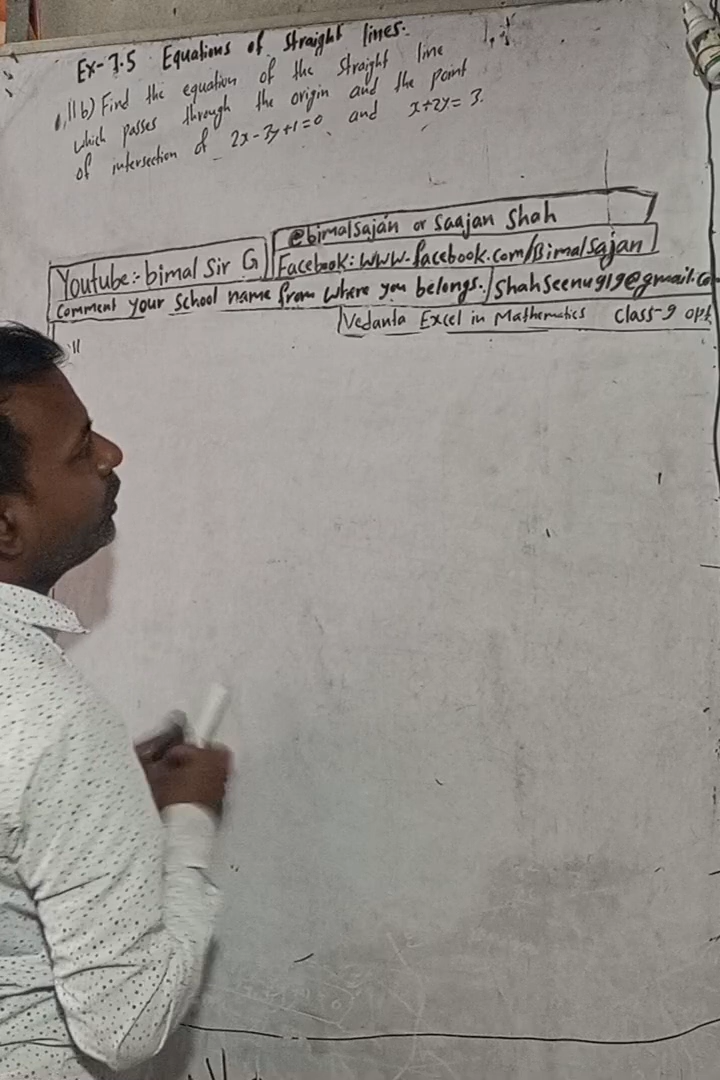 Ex-7.5 Equations of straight lines.
11 b) Find the equation of the straight line
which passes through the origin and the point
of intersection of 2x-3y+1=0 and x+2y=3.
@bimalsajan or Saajan Shah
Youtube:- bimal Sir G
Facebook: www.facebook.com/Bimalsajan
Comment your School name from where you belongs. / Shahseenu919@gmail.co
Vedanta Excel in Mathematics Class-9 opt